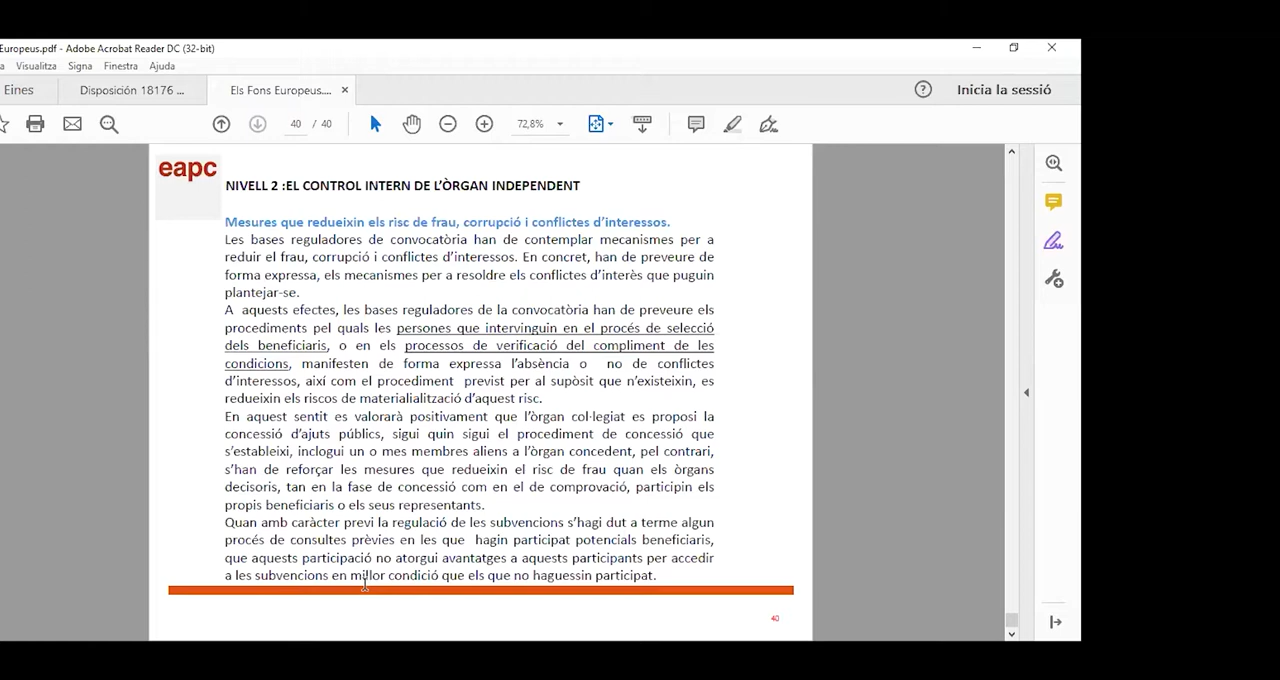 Europeus.pdf - Adobe Acrobat Reader DC (32-bit)
a Visualitza Signa Finestra Ajuda
Eines Disposición 18176 ... Els Fons Europeus.... × Inicia la sessió
40 / 40 72,8%
eapc
NIVELL 2 :EL CONTROL INTERN DE L'ÒRGAN INDEPENDENT
Mesures que redueixin els risc de frau, corrupció i conflictes d'interessos.
Les bases reguladores de convocatòria han de contemplar mecanismes per a
reduir el frau, corrupció i conflictes d'interessos. En concret, han de preveure de
forma expressa, els mecanismes per a resoldre els conflictes d'interès que puguin
plantejar-se.
A aquests efectes, les bases reguladores de la convocatòria han de preveure els
procediments pel quals les persones que intervinguin en el procés de selecció
dels beneficiaris, o en els processos de verificació del compliment de les
condicions, manifesten de forma expressa l'absència o no de conflictes
d'interessos, així com el procediment previst per al supòsit que n'existeixin, es
redueixin els riscos de materialialització d'aquest risc.
En aquest sentit es valorarà positivament que l'òrgan col·legiat es proposi la
concessió d'ajuts públics, sigui quin sigui el procediment de concessió que
s'estableixi, inclogui un o mes membres aliens a l'òrgan concedent, pel contrari,
s'han de reforçar les mesures que redueixin el risc de frau quan els òrgans
decisoris, tan en la fase de concessió com en el de comprovació, participin els
propis beneficiaris o els seus representants.
Quan amb caràcter previ la regulació de les subvencions s'hagi dut a terme algun
procés de consultes prèvies en les que hagin participat potencials beneficiaris,
que aquests participació no atorgui avantatges a aquests participants per accedir
a les subvencions en millor condició que els que no haguessin participat.
40